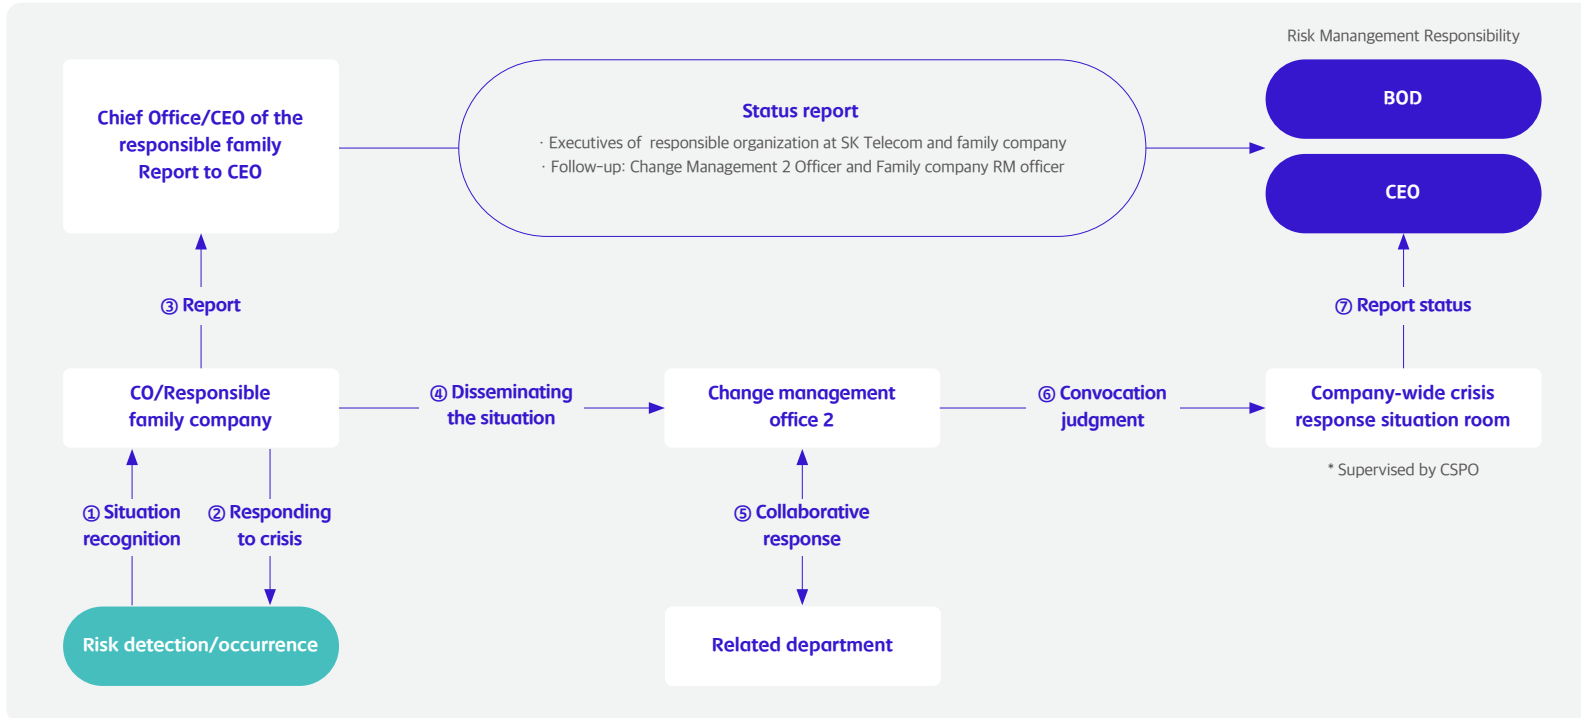 Risk Manangement Responsibility
BOD
CEO
Chief Office/CEO of the
responsible family
Report to CEO
Status report
· Executives of responsible organization at SK Telecom and family company
· Follow-up: Change Management 2 Officer and Family company RM officer
③ Report
⑦ Report status
CO/Responsible
family company
④ Disseminating
the situation
Change management
office 2
⑥ Convocation
judgment
Company-wide crisis
response situation room
* Supervised by CSPO
① Situation
recognition
② Responding
to crisis
⑤ Collaborative
response
Risk detection/occurrence
Related department